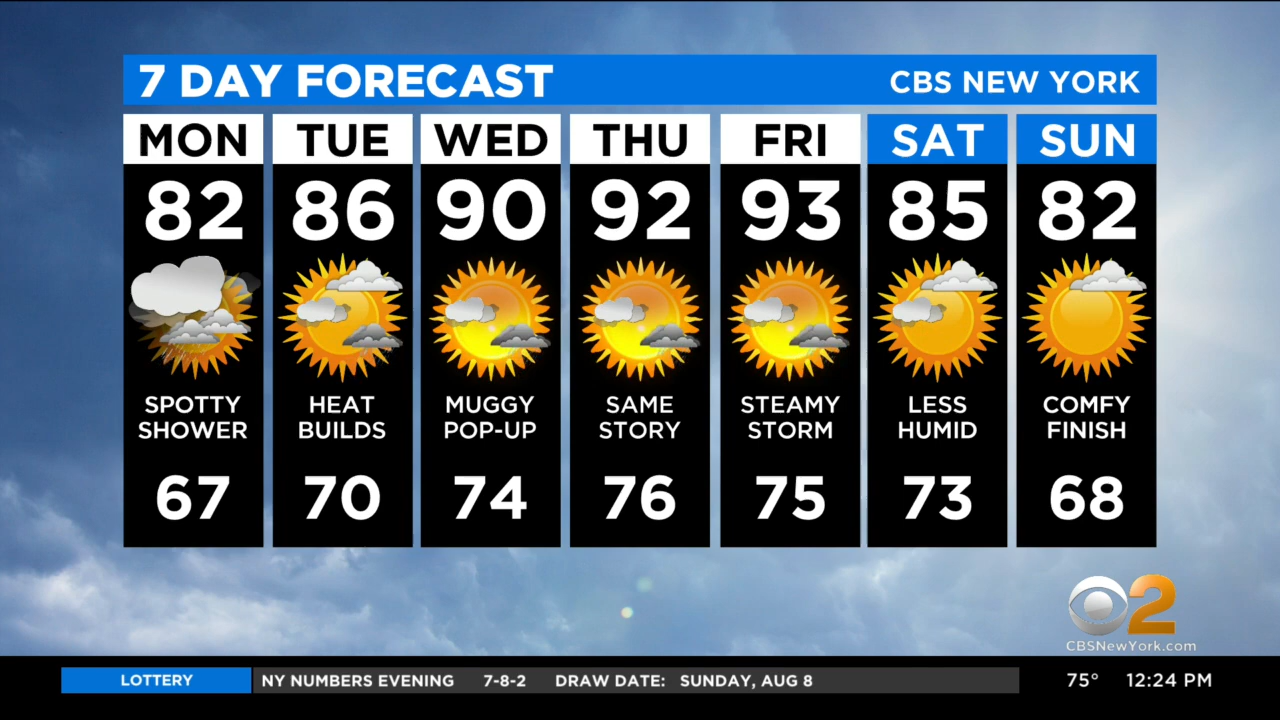 7 DAY FORECAST
CBS NEW YORK
MON TUE WED THU FRI SAT SUN
82 86 90 92 93 85 82
SPOTTY HEAT MUGGY SAME STEAMY LESS COMFY
SHOWER BUILDS POP-UP STORY STORM HUMID FINISH
67 70 74 76 75 73 68
2
CBSNewYork.com
LOTTERY NY NUMBERS EVENING 7-8-2 DRAW DATE: SUNDAY, AUG 8 75° 12:24 PM